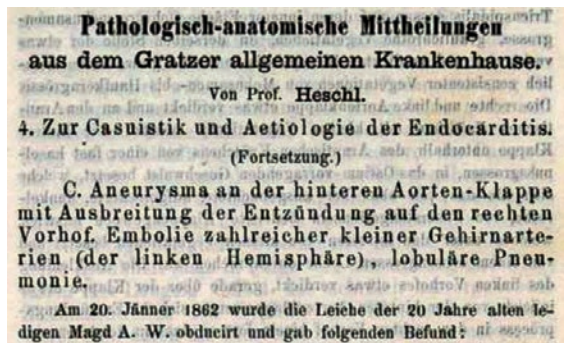 Pathologisch-anatomische Mittheilungen
aus dem Gratzer allgemeinen Krankenhause.
Von Prof. Heschl.
4. Zur Casuistik und Aetiologie der Endocarditis.
(Fortsetzung.)
C. Aneurysma an der hinteren Aorten-Klappe
mit Ausbreitung der Entzündung auf den rechten
Vorhof. Embolie zahlreicher kleiner Gehirnarte-
rien (der linken Hemisphäre), lobuläre Pneu-
monie.
Am 20. Jänner 1862 wurde die Leiche der 20 Jahre alten le-
digen Magd A. W. obducirt und gab folgenden Befund: